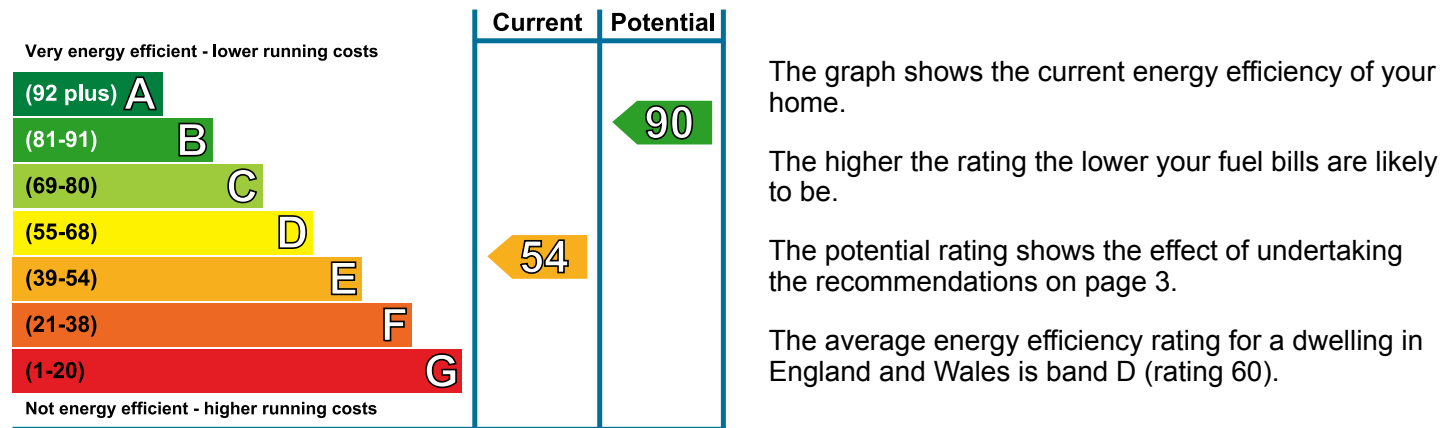 Current Potential
Very energy efficient - lower running costs
(92 plus) A
(81-91) B
90
(69-80) C
(55-68) D
54
(39-54) E
(21-38) F
(1-20) G
Not energy efficient - higher running costs
The graph shows the current energy efficiency of your
home.
The higher the rating the lower your fuel bills are likely
to be.
The potential rating shows the effect of undertaking
the recommendations on page 3.
The average energy efficiency rating for a dwelling in
England and Wales is band D (rating 60).